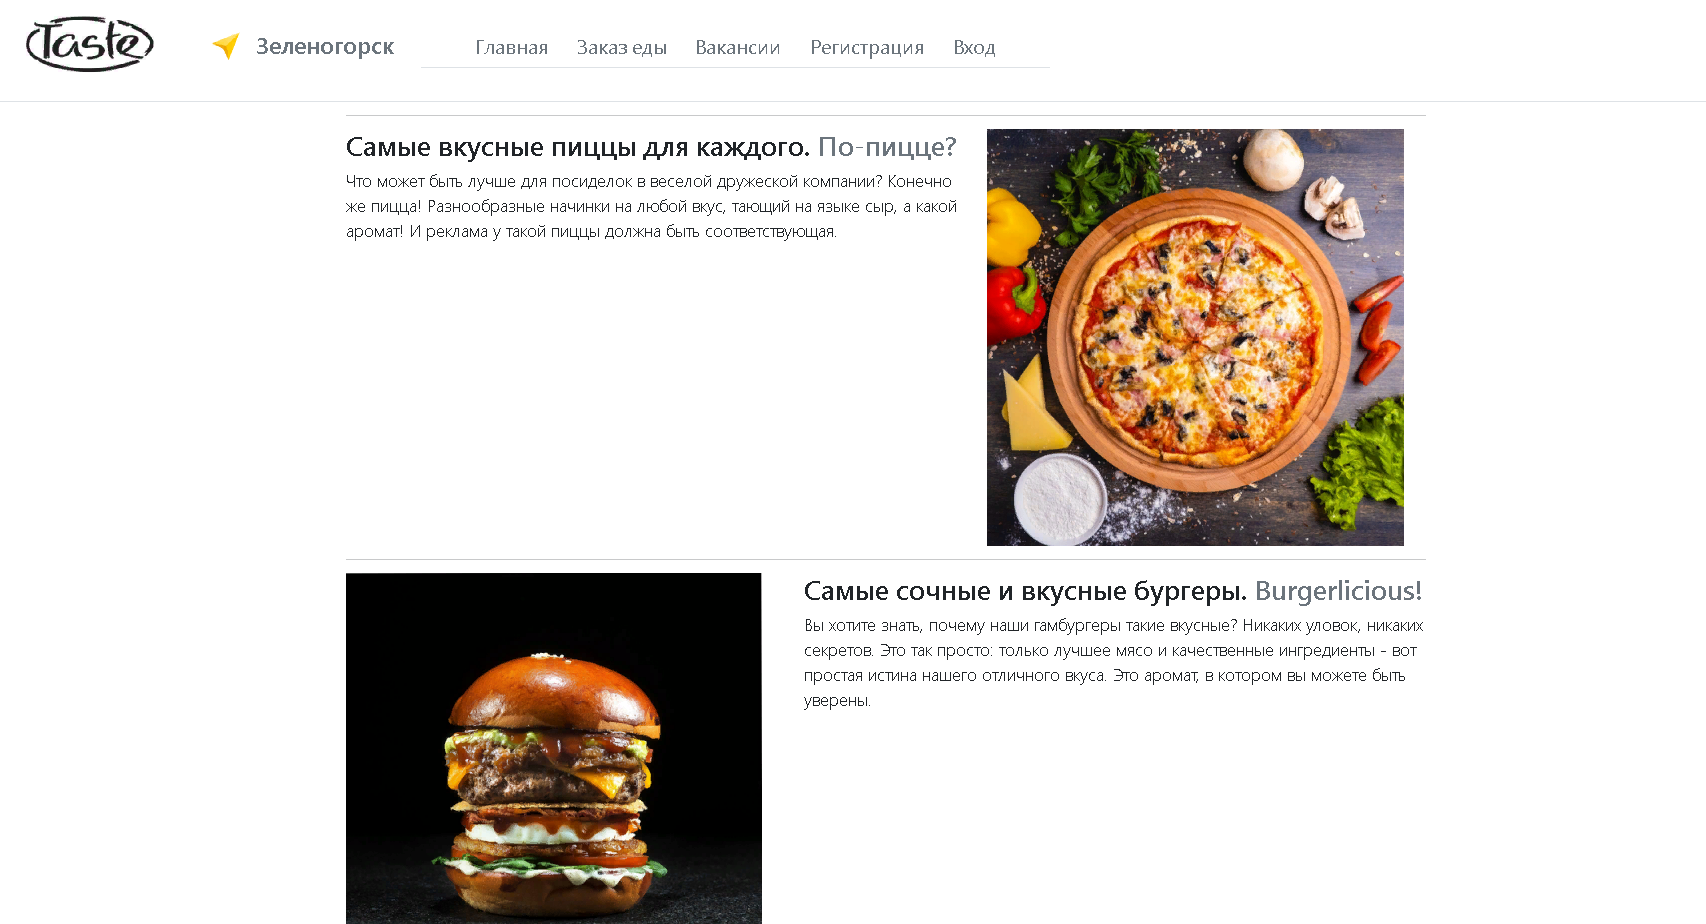 Taste
Зеленогорск
Главная Заказ еды Вакансии Регистрация Вход
Самые вкусные пиццы для каждого. По-пицце?
Что может быть лучше для посиделок в веселой дружеской компании? Конечно
же пицца! Разнообразные начинки на любой вкус, тающий на языке сыр, а какой
аромат! И реклама у такой пиццы должна быть соответствующая.
Самые сочные и вкусные бургеры. Burgerlicious!
Вы хотите знать, почему наши гамбургеры такие вкусные? Никаких уловок, никаких
секретов. Это так просто: только лучшее мясо и качественные ингредиенты - вот
простая истина нашего отличного вкуса. Это аромат, в котором вы можете быть
уверены.